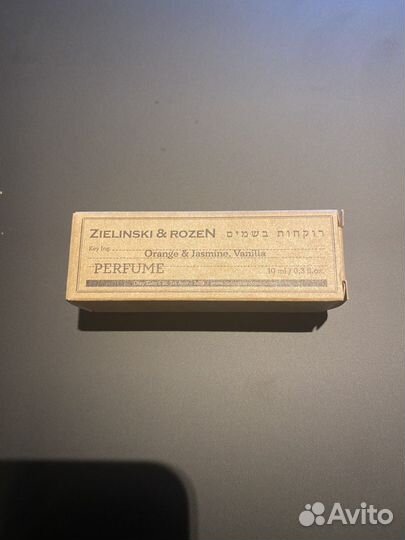 ZIELINSKI & ROZEN רוקחות בשמים
Key Ing.
Orange & Jasmine, Vanilla
PERFUME 10 ml / 0,3 fl.oz.
Avito